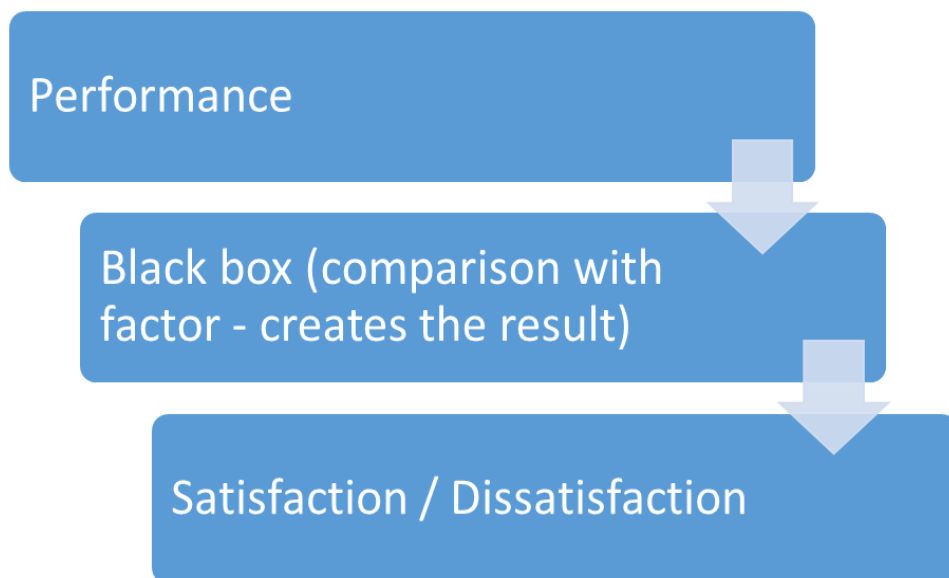 Performance
Black box (comparison with
factor - creates the result)
Satisfaction / Dissatisfaction